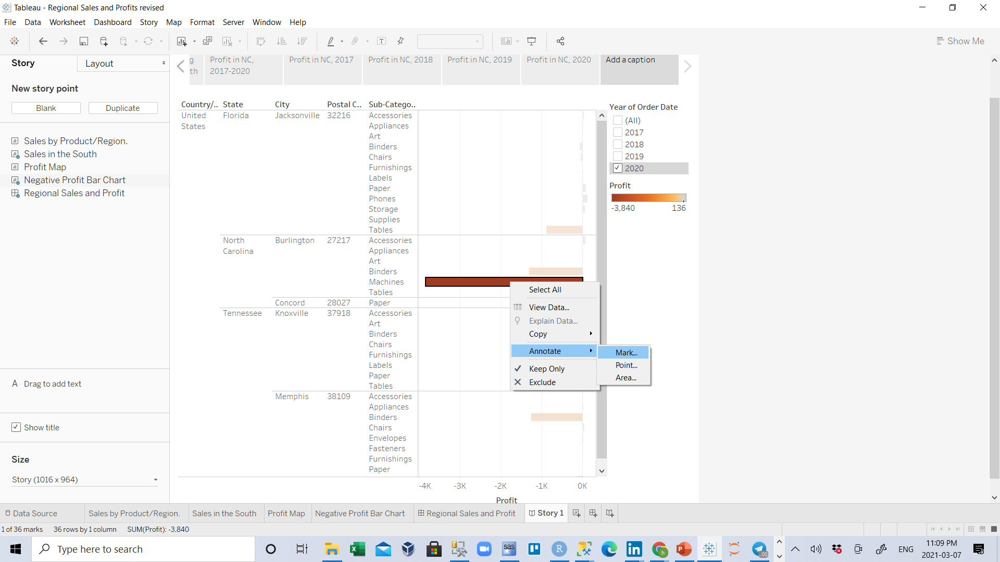 Tableau - Regional Sales and Profits revised
File Data Worksheet Dashboard Story Map Format Server Window Help
Show Me
Story
Layout
New story point
Blank
Duplicate
Sales by Product/Region.
Sales in the South
Profit Map
Negative Profit Bar Chart
Regional Sales and Profit
A Drag to add text
Show title
Size
Story (1016 x 964)
g
th
Profit in NC,
2017-2020
Profit in NC, 2017
Profit in NC, 2018
Profit in NC, 2019
Profit in NC, 2020
Add a caption
Country/.. State City Postal C.. Sub-Catego..
United States Florida Jacksonville 32216 Accessories
Appliances
Art
Binders
Chairs
Furnishings
Labels
Paper
Phones
Storage
Supplies
Tables
North Carolina Burlington 27217 Accessories
Appliances
Art
Binders
Machines
Tables
Concord 28027 Paper
Tennessee Knoxville 37918 Accessories
Art
Binders
Chairs
Furnishings
Labels
Paper
Tables
Memphis 38109 Accessories
Appliances
Binders
Chairs
Envelopes
Fasteners
Furnishings
Paper
-4K -3K -2K -1K 0K
Profit
Year of Order Date
(All)
2017
2018
2019
2020
Profit
-3,840 136
Select All
View Data...
Explain Data...
Copy
Annotate
Keep Only
Exclude
Mark...
Point...
Area...
Data Source Sales by Product/Region. Sales in the South Profit Map Negative Profit Bar Chart Regional Sales and Profit Story 1
1 of 36 marks 36 rows by 1 column SUM(Profit): -3,840
Type here to search
sas
R
P
h
in
.00
ENG
11:09 PM
2021-03-07